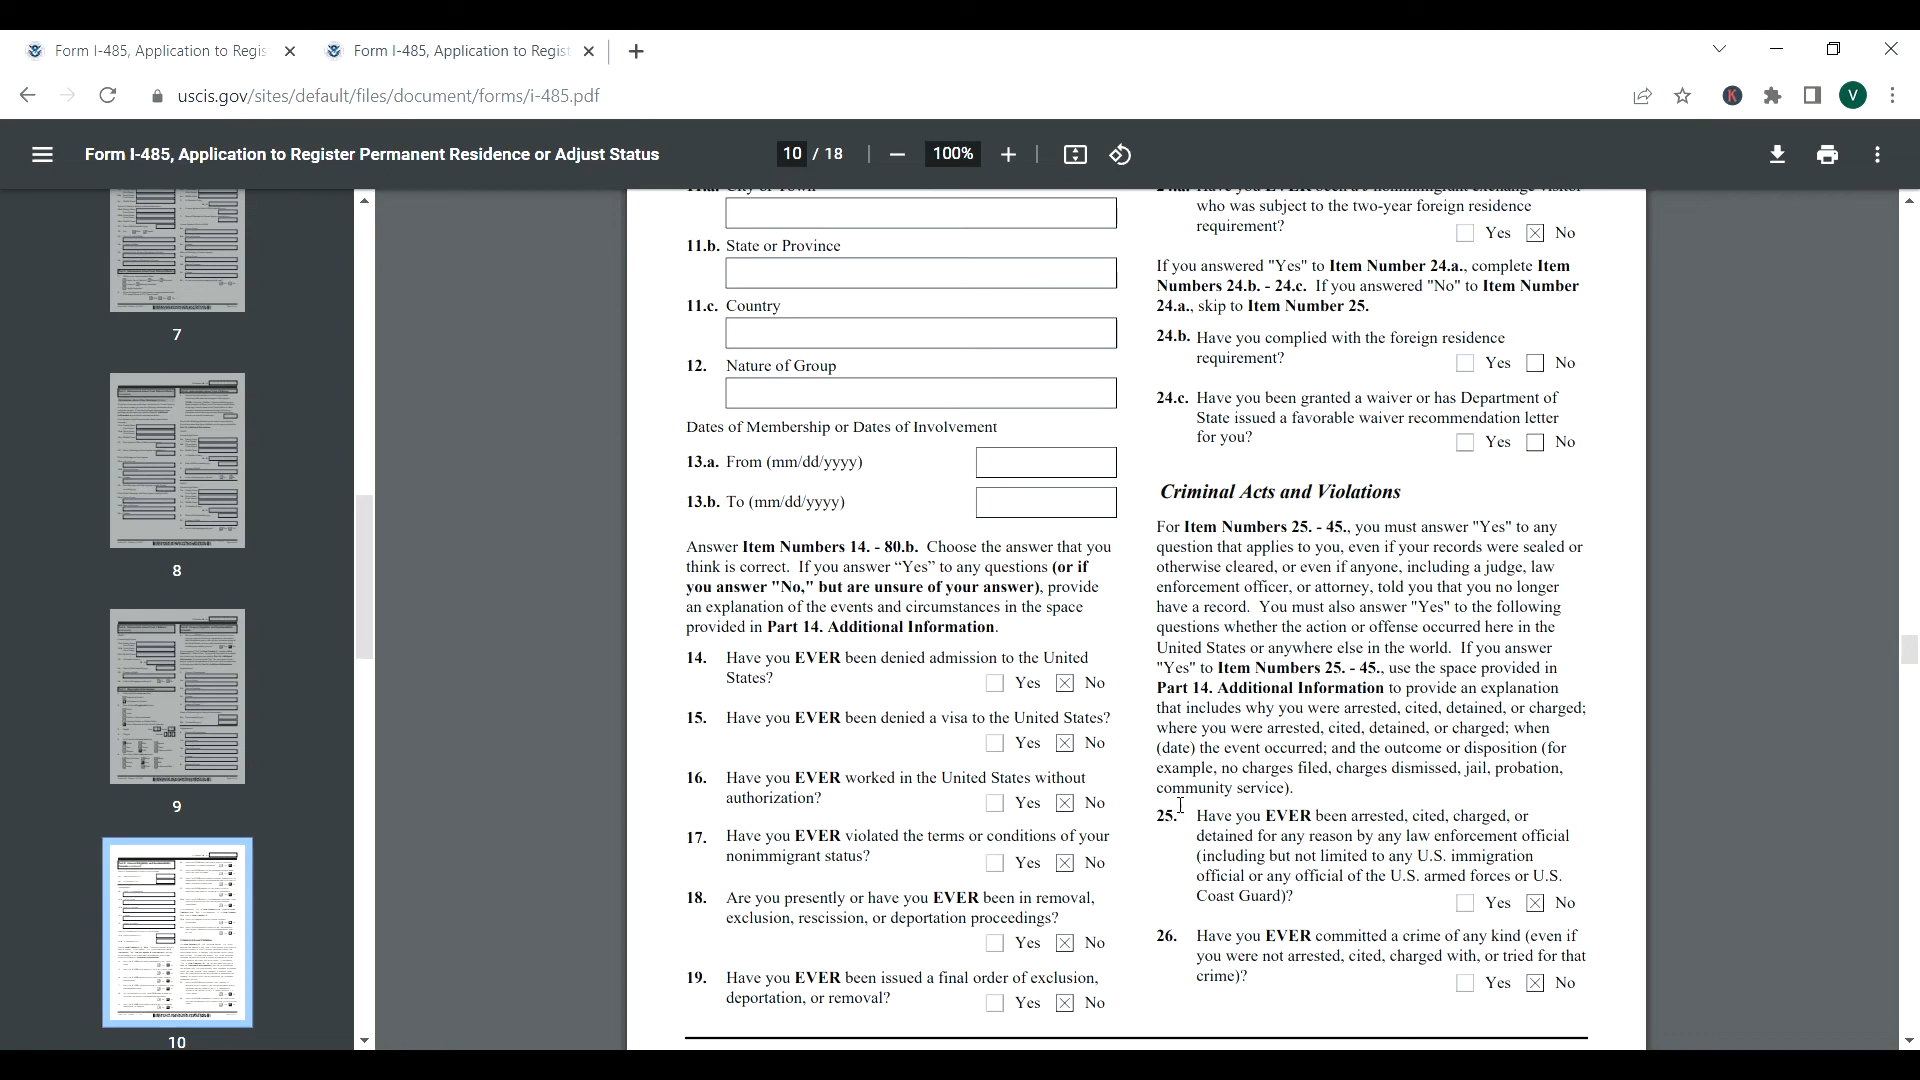 Form I-485, Application to Regis
Form I-485, Application to Regist
uscis.gov/sites/default/files/document/forms/i-485.pdf
K
V
Form I-485, Application to Register Permanent Residence or Adjust Status
10 / 18
100%
7
8
9
10
11.a. City or Town
11.b. State or Province
11.c. Country
12. Nature of Group
Dates of Membership or Dates of Involvement
13.a. From (mm/dd/yyyy)
13.b. To (mm/dd/yyyy)
Answer Item Numbers 14. - 80.b. Choose the answer that you
think is correct. If you answer “Yes” to any questions (or if
you answer "No," but are unsure of your answer), provide
an explanation of the events and circumstances in the space
provided in Part 14. Additional Information.
14. Have you EVER been denied admission to the United
States?
Yes No
15. Have you EVER been denied a visa to the United States?
Yes No
16. Have you EVER worked in the United States without
authorization?
Yes No
17. Have you EVER violated the terms or conditions of your
nonimmigrant status?
Yes No
18. Are you presently or have you EVER been in removal,
exclusion, rescission, or deportation proceedings?
Yes No
19. Have you EVER been issued a final order of exclusion,
deportation, or removal?
Yes No
24.a. Have you EVER been a J nonimmigrant exchange visitor
who was subject to the two-year foreign residence
requirement?
Yes No
If you answered "Yes" to Item Number 24.a., complete Item
Numbers 24.b. - 24.c. If you answered "No" to Item Number
24.a., skip to Item Number 25.
24.b. Have you complied with the foreign residence
requirement?
Yes No
24.c. Have you been granted a waiver or has Department of
State issued a favorable waiver recommendation letter
for you?
Yes No
Criminal Acts and Violations
For Item Numbers 25. - 45., you must answer "Yes" to any
question that applies to you, even if your records were sealed or
otherwise cleared, or even if anyone, including a judge, law
enforcement officer, or attorney, told you that you no longer
have a record. You must also answer "Yes" to the following
questions whether the action or offense occurred here in the
United States or anywhere else in the world. If you answer
"Yes" to Item Numbers 25. - 45., use the space provided in
Part 14. Additional Information to provide an explanation
that includes why you were arrested, cited, detained, or charged;
where you were arrested, cited, detained, or charged; when
(date) the event occurred; and the outcome or disposition (for
example, no charges filed, charges dismissed, jail, probation,
community service).
25. Have you EVER been arrested, cited, charged, or
detained for any reason by any law enforcement official
(including but not limited to any U.S. immigration
official or any official of the U.S. armed forces or U.S.
Coast Guard)?
Yes No
26. Have you EVER committed a crime of any kind (even if
you were not arrested, cited, charged with, or tried for that
crime)?
Yes No